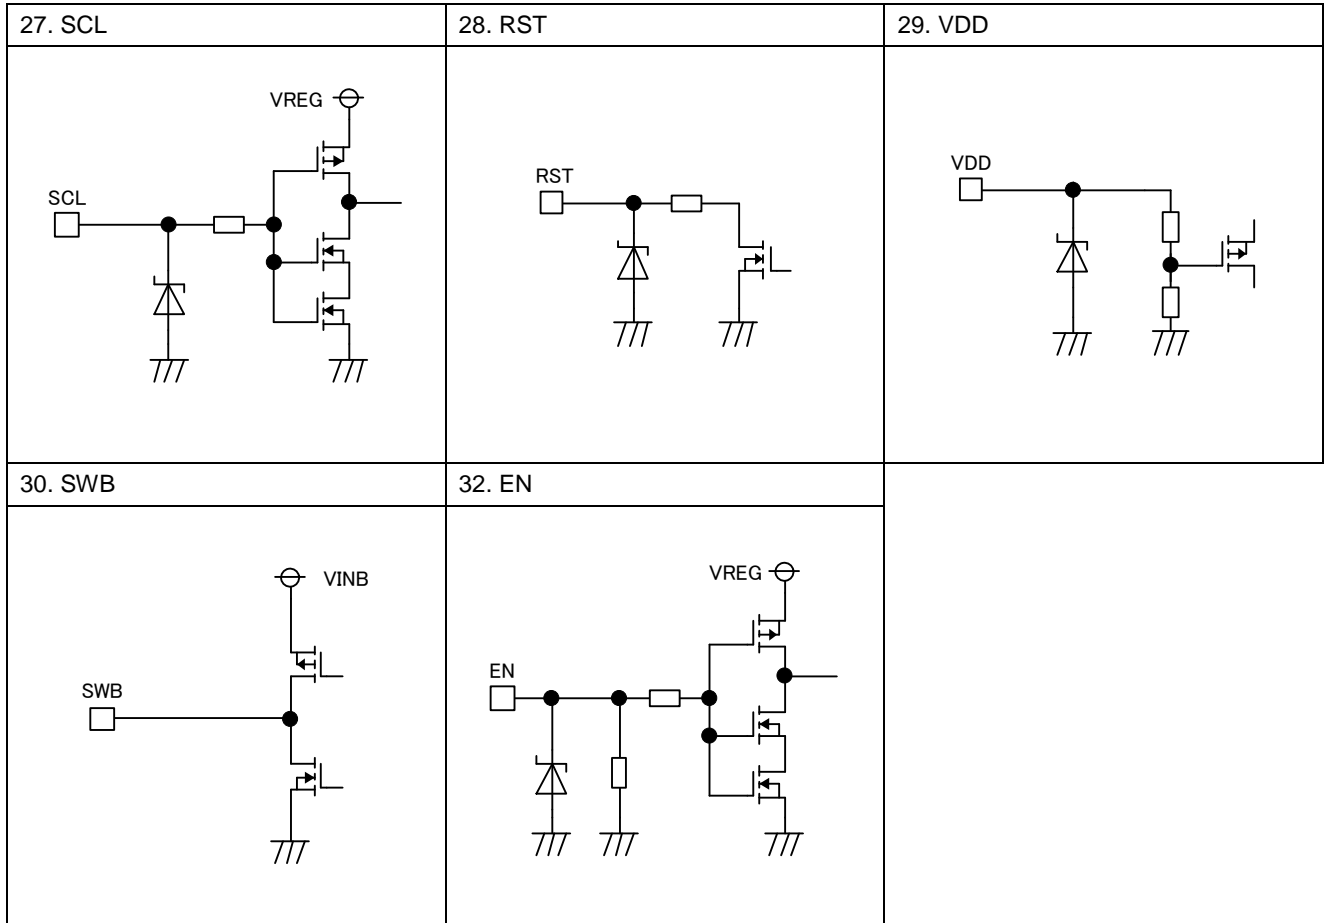 27. SCL
28. RST
29. VDD
VREG
SCL
RST
VDD
30. SWB
32. EN
VINB
SWB
VREG
EN